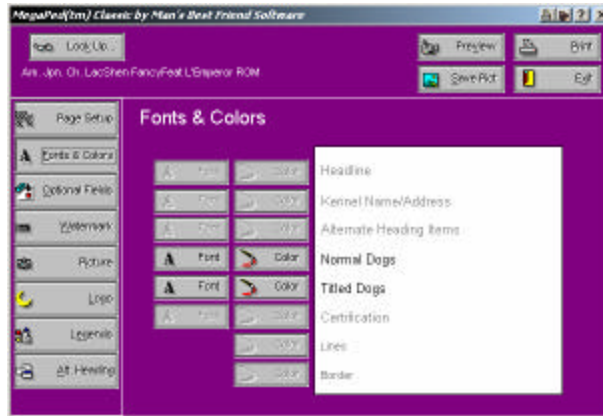 MegaPed(tm) Classic by Man's Best Friend Software
Look Up...
Preview
Print
Am. Jpn. Ch. LacShen FancyFeat L'Emperor ROM
Save Plot
Exit
Page Setup
Fonts & Colors
Fonts & Colors
Optional Fields
Watermark
Picture
Logo
Legends
Alt. Heading
Font Color Headline
Font Color Kennel Name/Address
Font Color Alternate Heading Items
Font Color Normal Dogs
Font Color Titled Dogs
Font Color Certification
Color Lines
Color Border